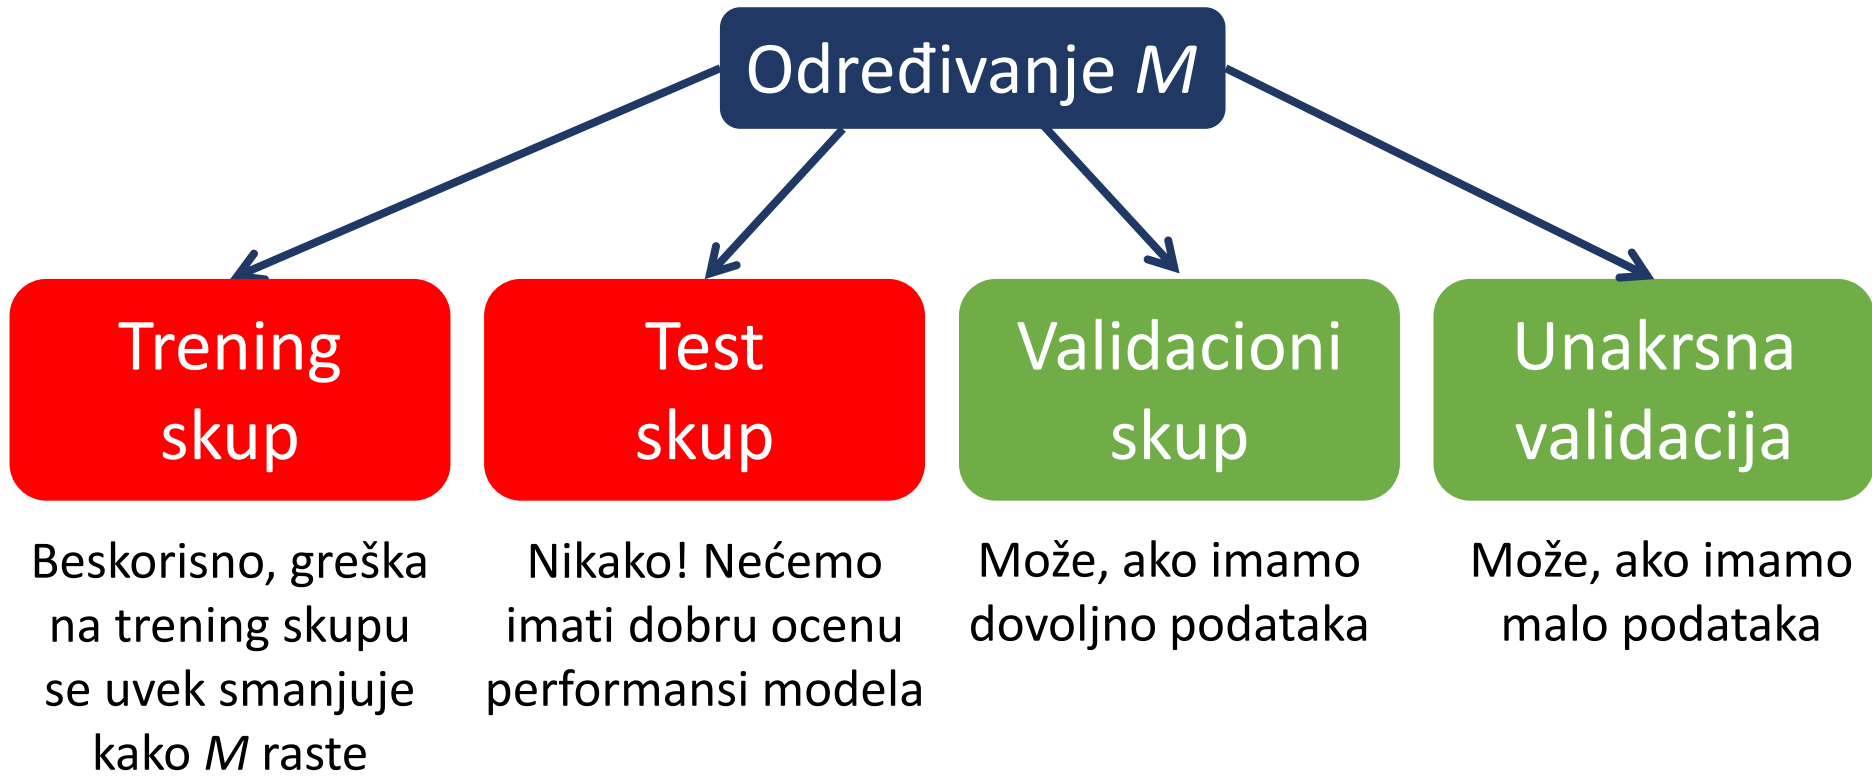 Određivanje M
Trening
skup
Beskorisno, greška
na trening skupu
se uvek smanjuje
kako M raste
Test
skup
Nikako! Nećemo
imati dobru ocenu
performansi modela
Validacioni
skup
Može, ako imamo
dovoljno podataka
Unakrsna
validacija
Može, ako imamo
malo podataka